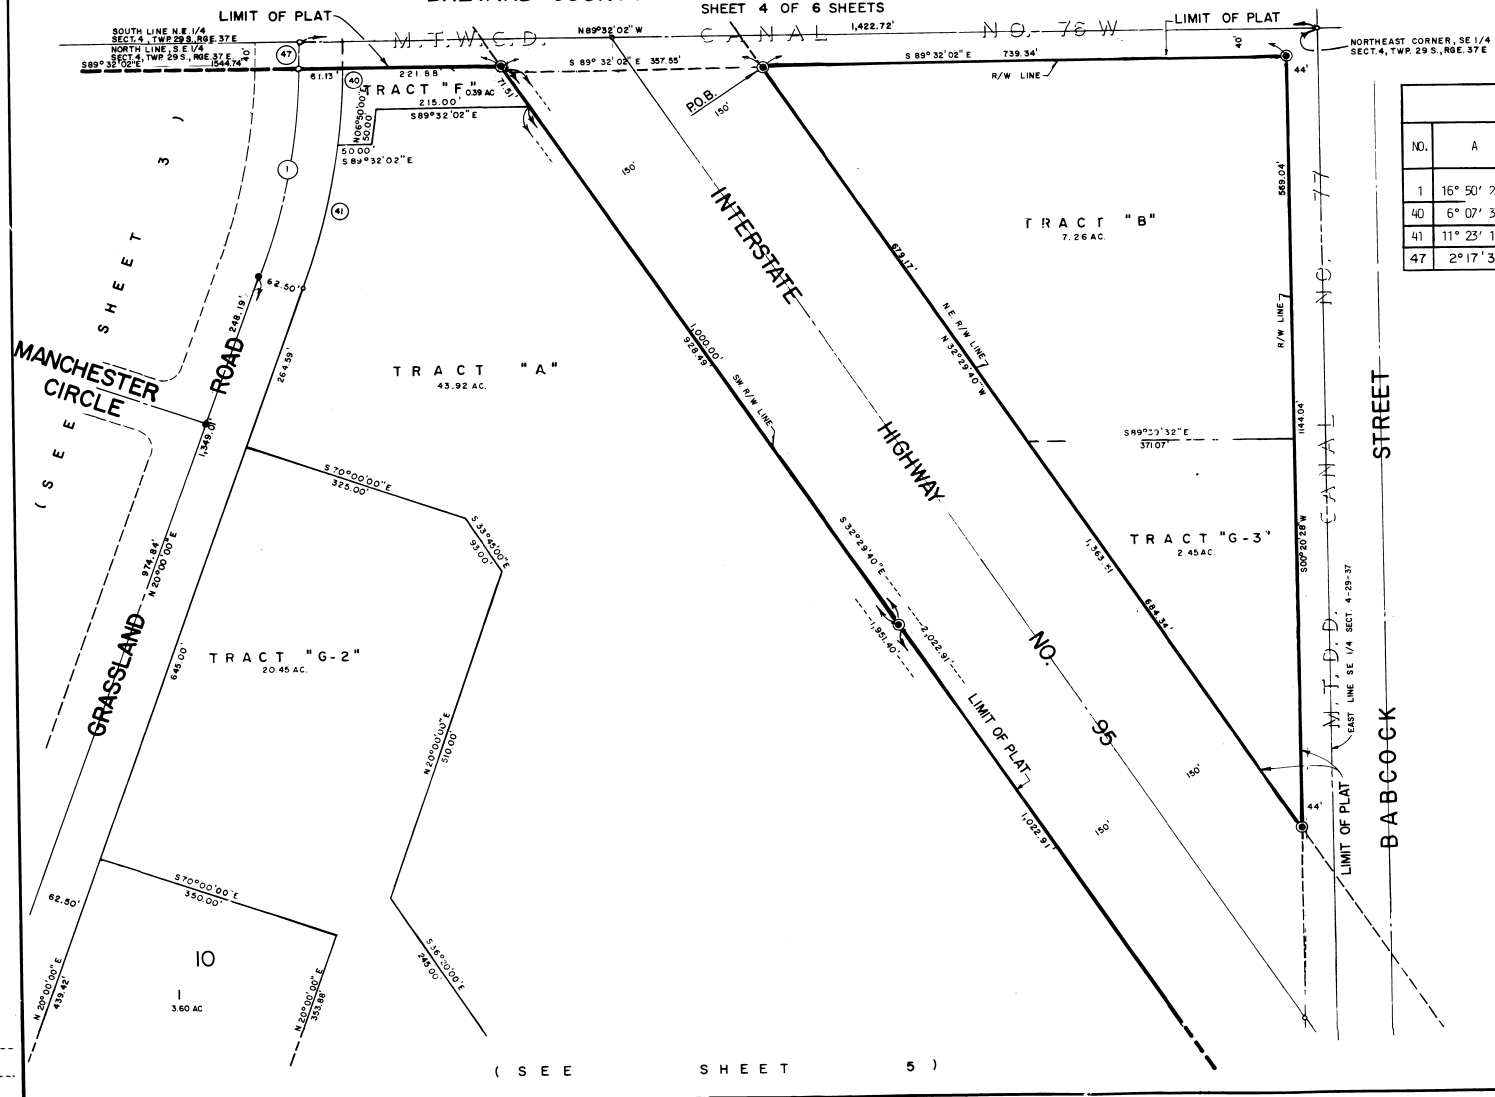 SHEET 4 OF 6 SHEETS
LIMIT OF PLAT
SOUTH LINE N.E. 1/4
SECT. 4, TWP. 29 S., RGE. 37 E
NORTH LINE, S.E. 1/4
SECT. 4, TWP. 29 S., RGE. 37 E
S89°32'02"E 1544.74'
40'
47
61.13'
M.T.W.C.D. CANAL NO. 76 W
N89°32'02"W
1,422.72'
LIMIT OF PLAT
40'
NORTHEAST CORNER, SE 1/4
SECT. 4, TWP. 29 S., RGE. 37 E
221.88'
S 89° 32' 02" E 357.55'
S 89° 32' 02" E 739.34'
R/W LINE
44'
40
TRACT "F" 0.39 AC
215.00'
S89°32'02"E
71.51'
N06°50'00"E
50.00'
50.00'
S 89°32'02"E
P.O.B.
150'
150'
NO. A
1 16° 50'
40 6° 07' 3
41 11° 23' 1
47 2° 17' 3
1
41
62.50'
(SEE SHEET 3)
MANCHESTER
CIRCLE
GRASSLAND ROAD
248.19'
264.59'
1,349.01'
974.84'
N 20°00'00"E
645.00'
TRACT "A"
43.92 AC.
1,000.00'
928.49'
SW. R/W LINE
INTERSTATE HIGHWAY NO. 95
TRACT "B"
7.26 AC.
569.04'
679.17'
N.E. R/W LINE
N 32°29'40"W
R/W LINE
1144.04'
E
371.07'
TRACT "G-3"
2.45 AC.
1,363.51
684.34'
S00°20'28"W
M.T.D.D. CANAL NO. 77
EAST LINE SE 1/4 SECT. 4-29-37
BABCOCK STREET
S 70°00'00"E
325.00'
S 33°45'00"E
93.00'
TRACT "G-2"
20.45 AC.
N20°00'00"E
510.00'
S 32°29'40"E
1,951.40'
2,022.91'
LIMIT OF PLAT
1,022.91'
150'
150'
44'
LIMIT OF PLAT
S70°00'00"E
350.00'
62.50'
N 20°00'00"E
439.42'
10
1
3.60 AC
N 20°00'00"E
353.88'
S 36°20'00"E
245.00'
(SEE SHEET 5)